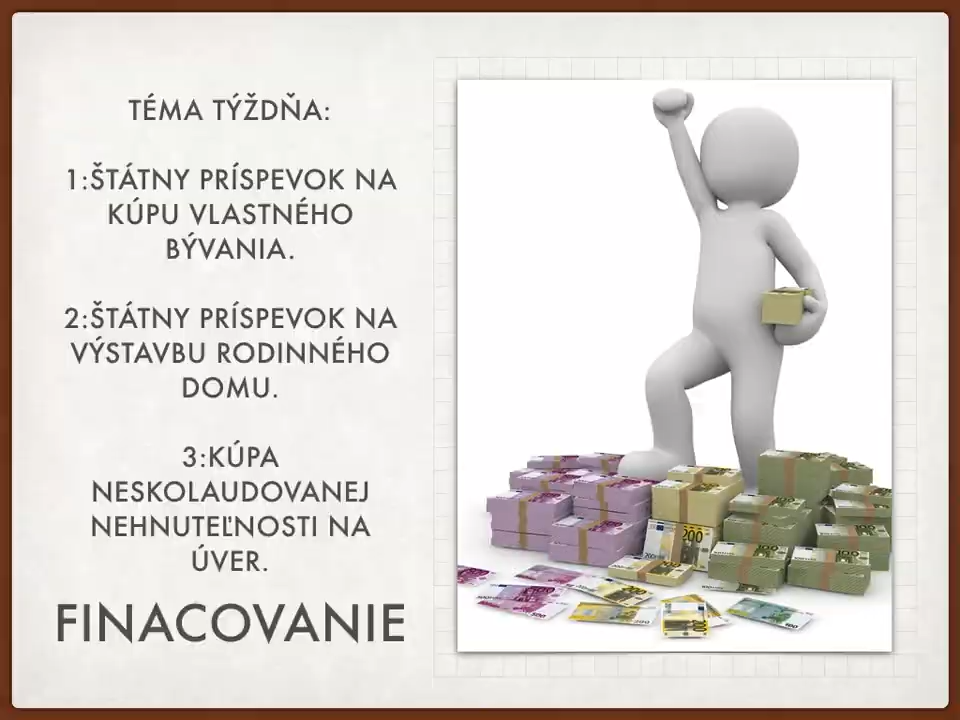 TÉMA TÝŽDŇA:
1:ŠTÁTNY PRÍSPEVOK NA
KÚPU VLASTNÉHO
BÝVANIA.
2:ŠTÁTNY PRÍSPEVOK NA
VÝSTAVBU RODINNÉHO
DOMU.
3:KÚPA
NESKOLAUDOVANEJ
NEHNUTEĽNOSTI NA
ÚVER.
FINACOVANIE
200